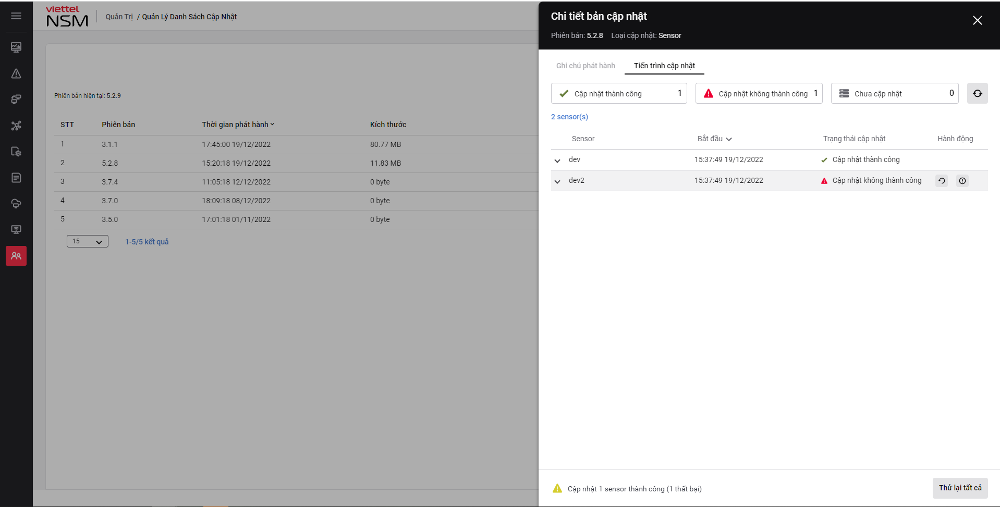 viettel
NSM
Quản Trị / Quản Lý Danh Sách Cập Nhật
Phiên bản hiện tại: 5.2.9
STT Phiên bản Thời gian phát hành Kích thước
1 3.1.1 17:45:00 19/12/2022 80.77 MB
2 5.2.8 15:20:18 19/12/2022 11.83 MB
3 3.7.4 11:05:18 12/12/2022 0 byte
4 3.7.0 18:09:18 08/12/2022 0 byte
5 3.5.0 17:01:18 01/11/2022 0 byte
15 1-5/5 kết quả
Chi tiết bản cập nhật
Phiên bản: 5.2.8 Loại cập nhật: Sensor
Ghi chú phát hành Tiến trình cập nhật
Cập nhật thành công 1 Cập nhật không thành công 1 Chưa cập nhật 0
2 sensor(s)
Sensor Bắt đầu Trạng thái cập nhật Hành động
dev 15:37:49 19/12/2022 Cập nhật thành công
dev2 15:37:49 19/12/2022 Cập nhật không thành công
Cập nhật 1 sensor thành công (1 thất bại) Thử lại tất cả